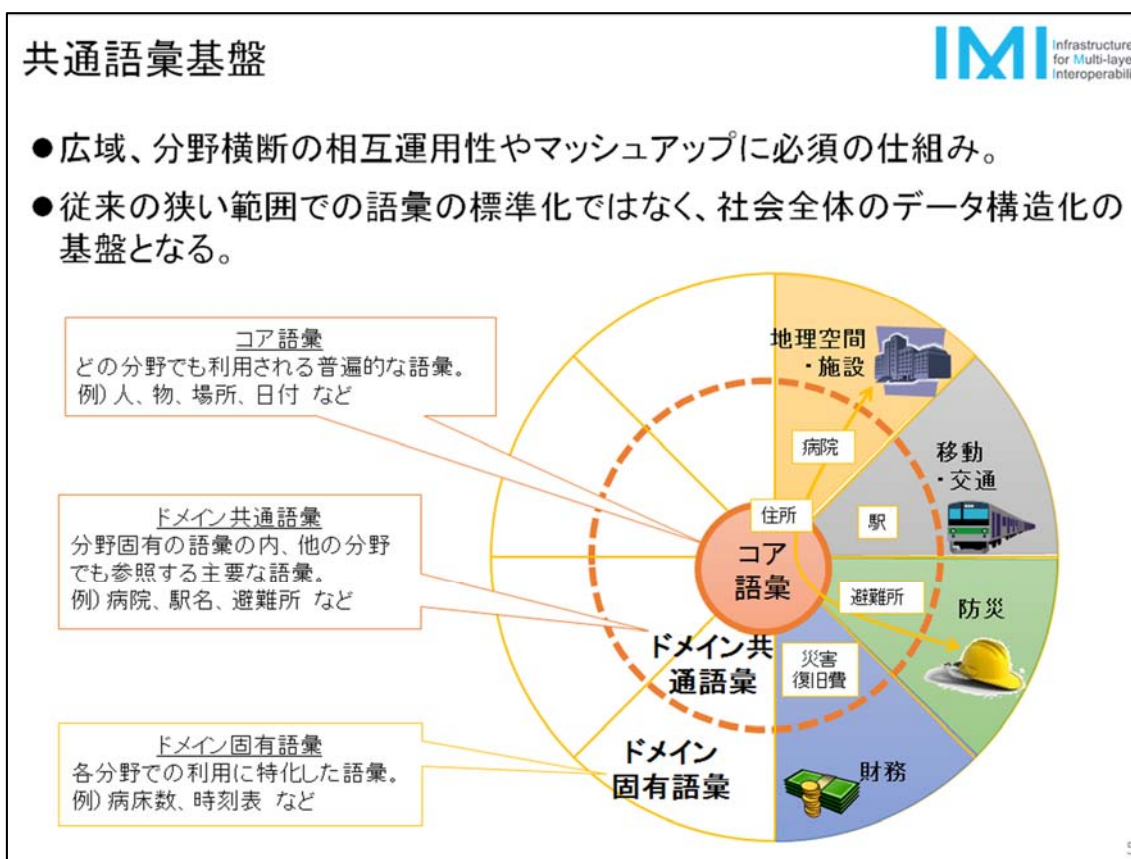 共通語彙基盤
IMI
Infrastructure
for Multi-laye
Interoperabili
●広域、分野横断の相互運用性やマッシュアップに必須の仕組み。
●従来の狭い範囲での語彙の標準化ではなく、社会全体のデータ構造化の
基盤となる。
コア語彙
どの分野でも利用される普遍的な語彙。
例)人、物、場所、日付 など
ドメイン共通語彙
分野固有の語彙の内、他の分野
でも参照する主要な語彙。
例)病院、駅名、避難所 など
ドメイン固有語彙
各分野での利用に特化した語彙。
例)病床数、時刻表 など
地理空間
・施設
病院
移動
・交通
住所
駅
コア
語彙
避難所
防災
ドメイン共
通語彙
災害
復旧費
ドメイン
固有語彙
財務
5